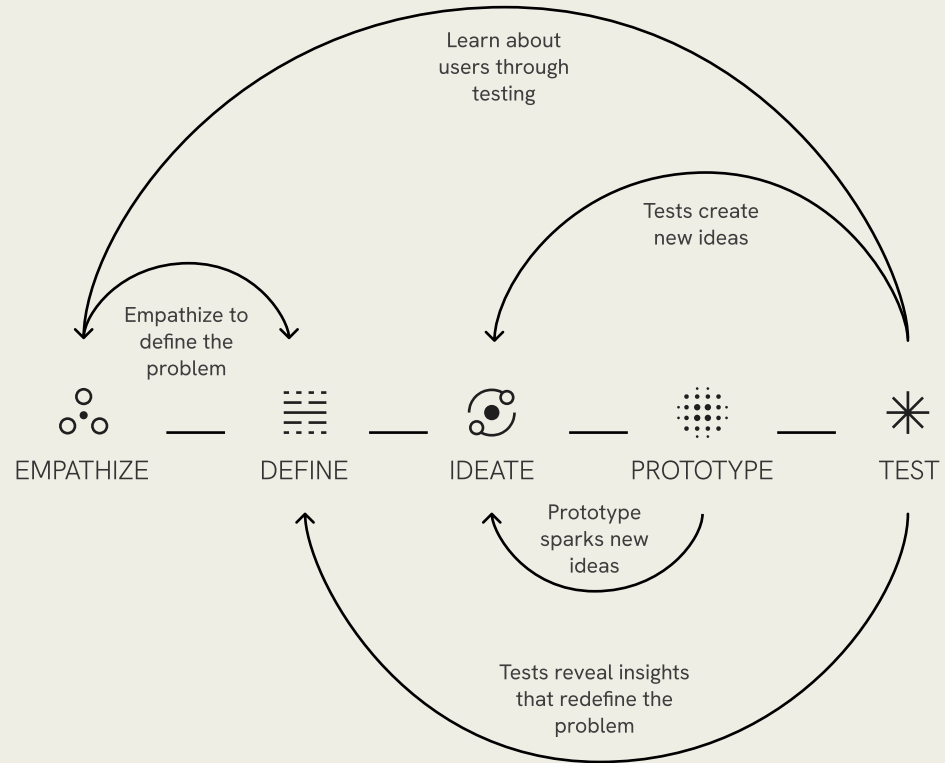 Learn about
users through
testing
Tests create
new ideas
Empathize to
define the
problem
EMPATHIZE
DEFINE
IDEATE
PROTOTYPE
TEST
Prototype
sparks new
ideas
Tests reveal insights
that redefine the
problem